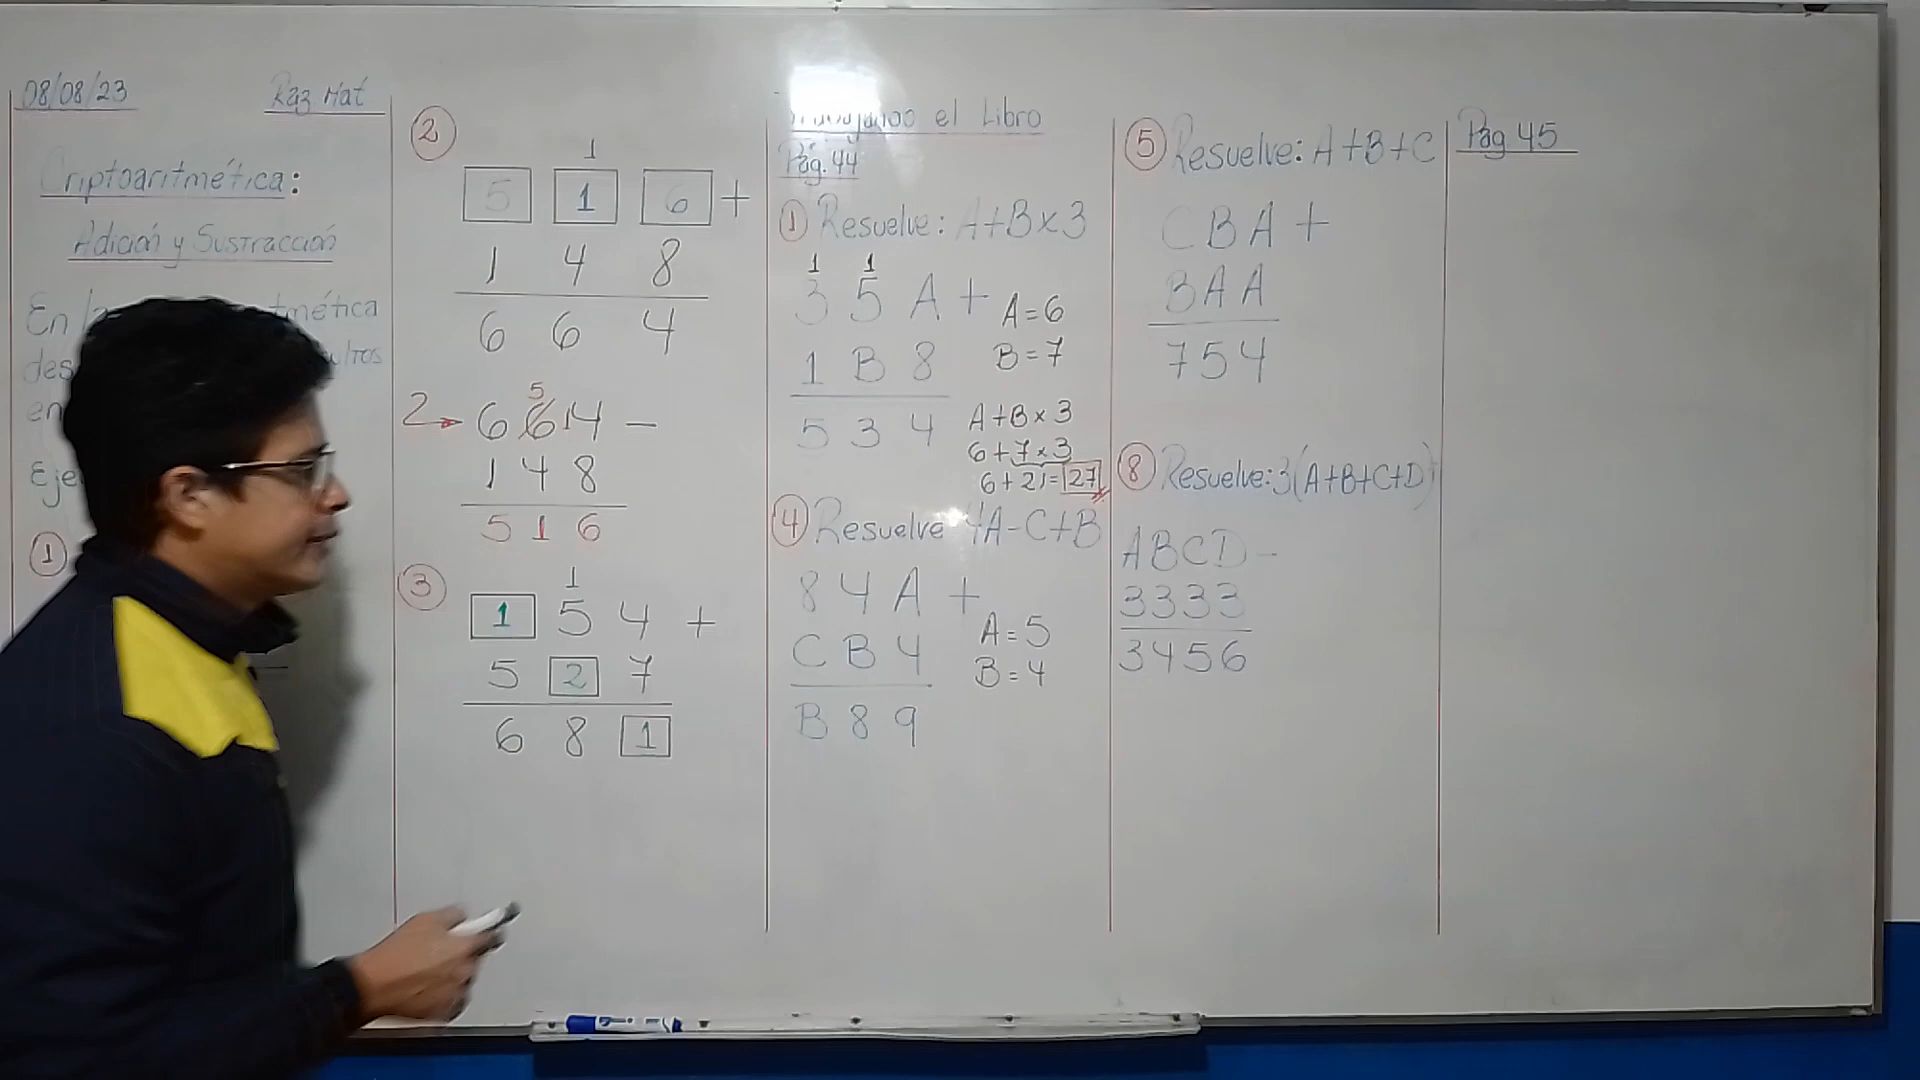 08/08/23 Raz Mat
Criptoaritmética:
Adición y Sustracción
En
des
en
Eje
1
2
1
5 1 6 +
1 4 8
6 6 4
5
2→ 6 6 14 -
1 4 8
5 1 6
3
1
1 5 4 +
5 2 7
6 8 1
el Libro
Pág. 44
1 Resuelve: A+B×3
1 1
3 5 A +
1 B 8
5 3 4
A=6
B=7
A+B×3
6+7×3
6+21=27
4 Resuelve 4A-C+B
8 4 A +
C B 4
B 8 9
A=5
B=4
5 Resuelve: A+B+C
C B A +
B A A
7 5 4
8 Resuelve: 3(A+B+C+D)
A B C D -
3 3 3 3
3 4 5 6
Pág. 45